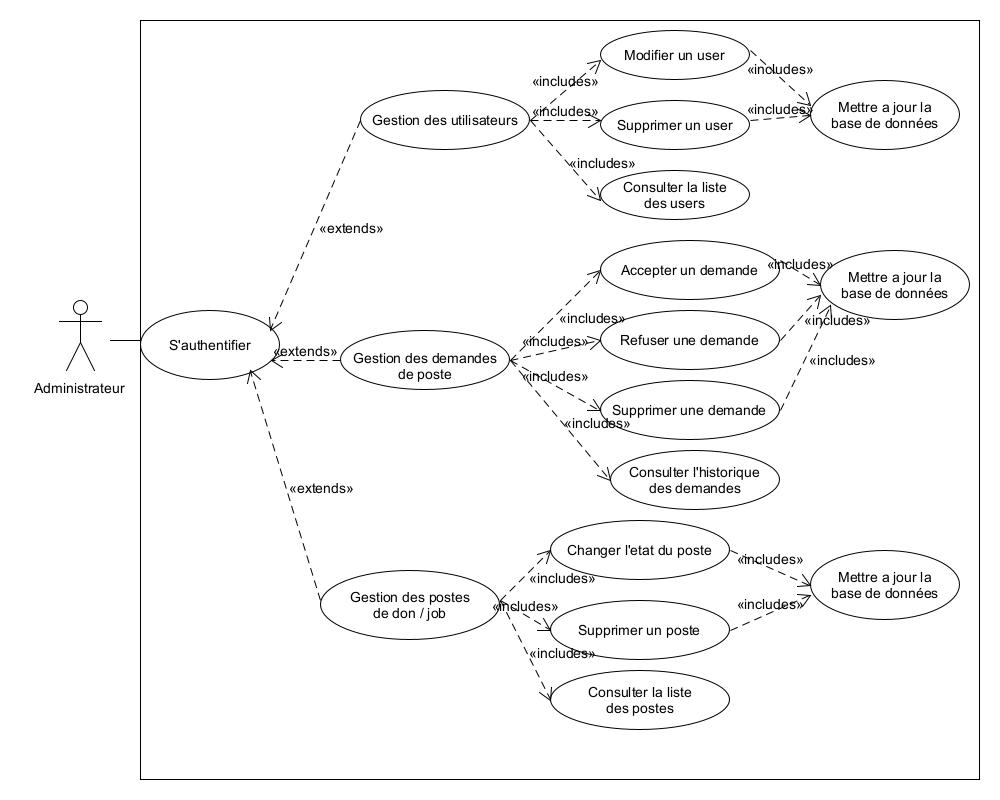 Modifier un user
«includes»
«includes»
Mettre a jour la
base de données
Gestion des utilisateurs
«includes»
Supprimer un user
«includes»
«includes»
Consulter la liste
des users
«extends»
Accepter un demande
«includes»
Mettre a jour la
base de données
«includes»
«includes»
Administrateur
S'authentifier
«extends»
Gestion des demandes
de poste
«includes»
Refuser une demande
«includes»
«includes»
Supprimer une demande
«includes»
Consulter l'historique
des demandes
«extends»
Changer l'etat du poste
«includes»
Mettre a jour la
base de données
«includes»
Gestion des postes
de don / job
«includes»
Supprimer un poste
«includes»
«includes»
Consulter la liste
des postes